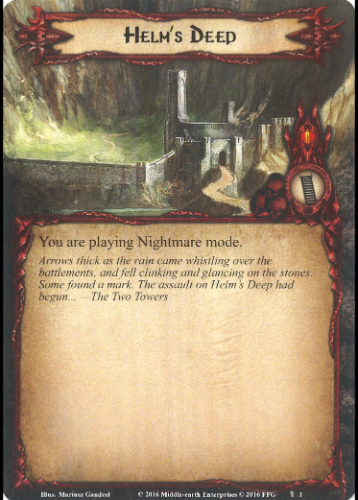 Helm's Deep
You are playing Nightmare mode.
Arrows thick as the rain came whistling over the
battlements, and fell clinking and glancing on the stones.
Some found a mark. The assault on Helm's Deep had
begun... —The Two Towers
Illus. Mariusz Gandzel © 2016 Middle-earth Enterprises © 2016 FFG